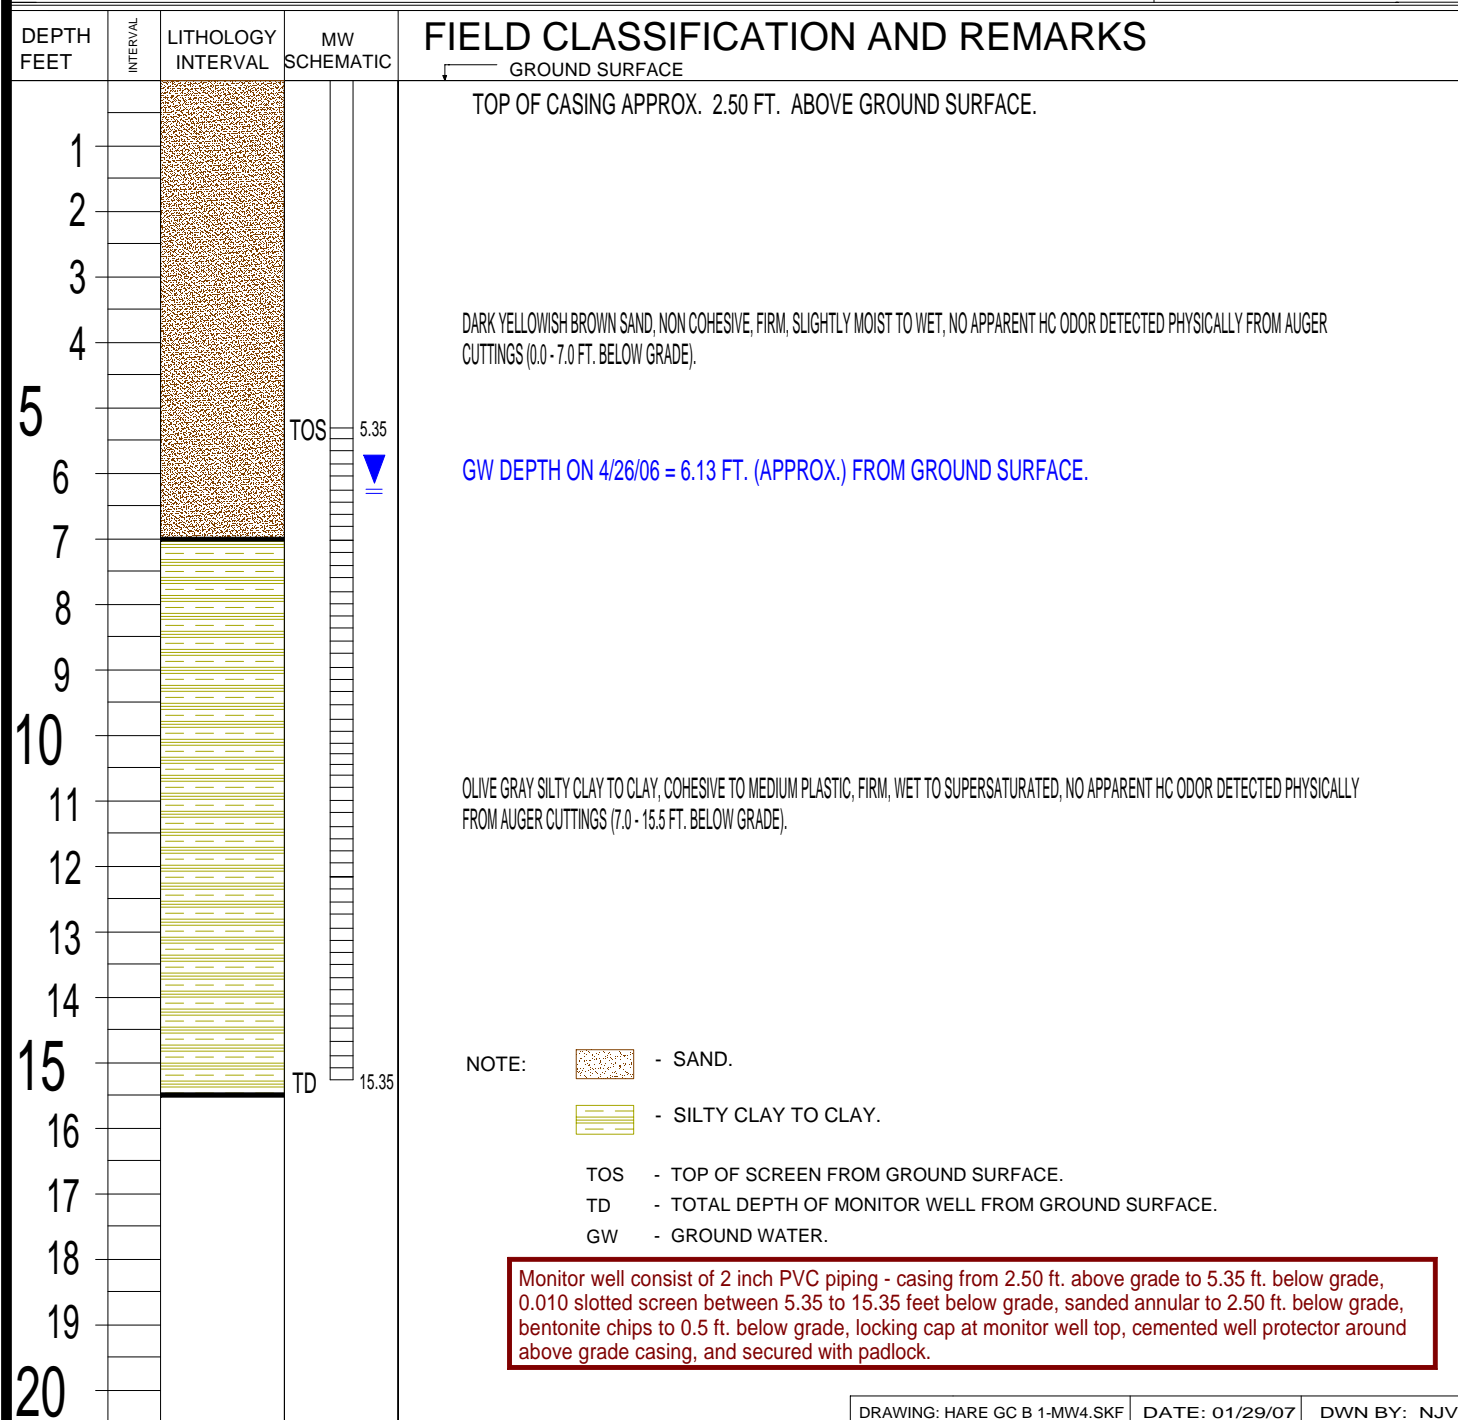 DEPTH FEET
INTERVAL
LITHOLOGY INTERVAL
MW SCHEMATIC
FIELD CLASSIFICATION AND REMARKS
GROUND SURFACE
TOP OF CASING APPROX. 2.50 FT. ABOVE GROUND SURFACE.
1
2
3
4
DARK YELLOWISH BROWN SAND, NON COHESIVE, FIRM, SLIGHTLY MOIST TO WET, NO APPARENT HC ODOR DETECTED PHYSICALLY FROM AUGER
CUTTINGS (0.0 - 7.0 FT. BELOW GRADE).
5
TOS 5.35
6
GW DEPTH ON 4/26/06 = 6.13 FT. (APPROX.) FROM GROUND SURFACE.
7
8
9
10
OLIVE GRAY SILTY CLAY TO CLAY, COHESIVE TO MEDIUM PLASTIC, FIRM, WET TO SUPERSATURATED, NO APPARENT HC ODOR DETECTED PHYSICALLY
FROM AUGER CUTTINGS (7.0 - 15.5 FT. BELOW GRADE).
11
12
13
14
15
TD 15.35
16
17
18
19
20
NOTE:
- SAND.
- SILTY CLAY TO CLAY.
TOS - TOP OF SCREEN FROM GROUND SURFACE.
TD - TOTAL DEPTH OF MONITOR WELL FROM GROUND SURFACE.
GW - GROUND WATER.
Monitor well consist of 2 inch PVC piping - casing from 2.50 ft. above grade to 5.35 ft. below grade,
0.010 slotted screen between 5.35 to 15.35 feet below grade, sanded annular to 2.50 ft. below grade,
bentonite chips to 0.5 ft. below grade, locking cap at monitor well top, cemented well protector around
above grade casing, and secured with padlock.
DRAWING: HARE GC B 1-MW4.SKF DATE: 01/29/07 DWN BY: NJV